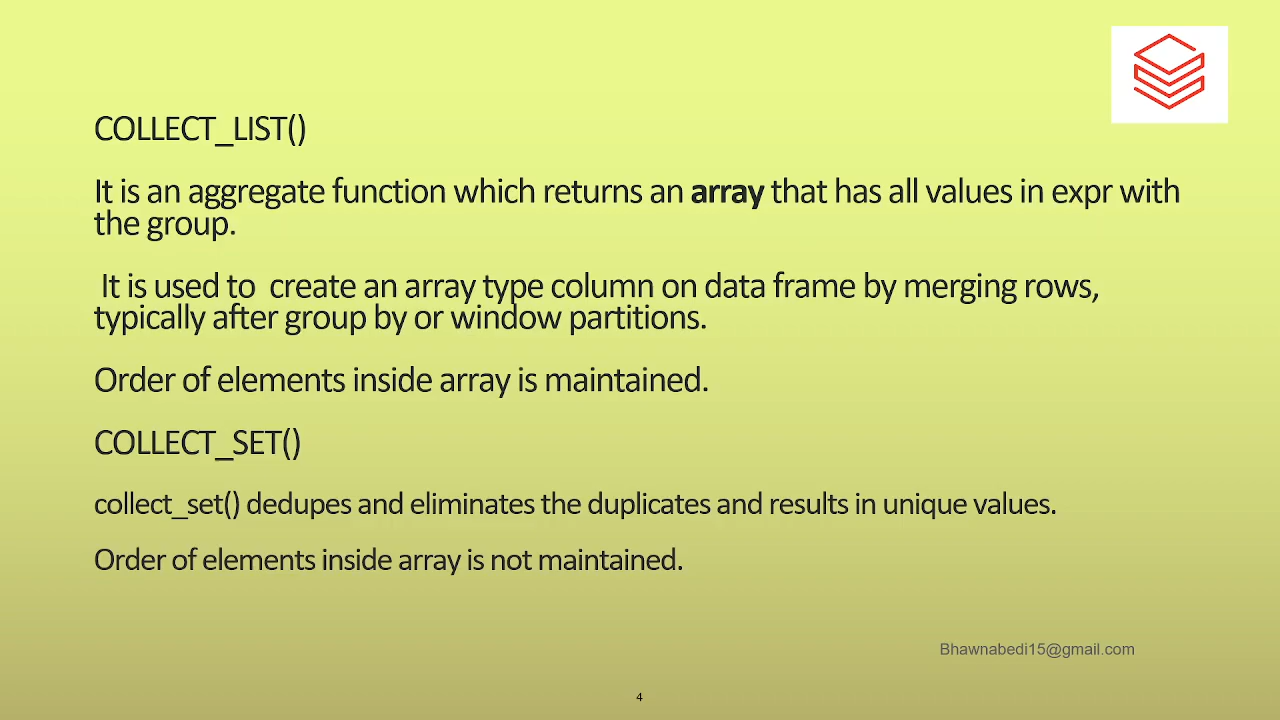 COLLECT_LIST()
It is an aggregate function which returns an array that has all values in expr with
the group.
It is used to create an array type column on data frame by merging rows,
typically after group by or window partitions.
Order of elements inside array is maintained.
COLLECT_SET()
collect_set() dedupes and eliminates the duplicates and results in unique values.
Order of elements inside array is not maintained.
Bhawnabedi15@gmail.com
4